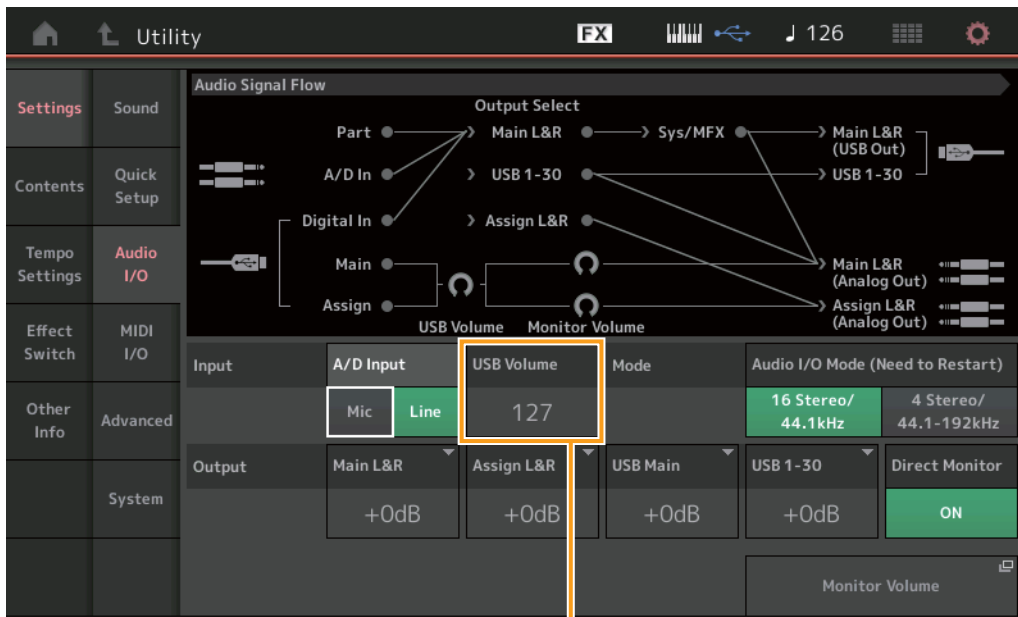 Utility
FX
♩ 126
Settings
Sound
Contents
Quick
Setup
Tempo
Settings
Audio
I/O
Effect
Switch
MIDI
I/O
Other
Info
Advanced
System
Audio Signal Flow
Output Select
Part
Main L&R
Sys/MFX
Main L&R
(USB Out)
A/D In
USB 1-30
USB 1-30
Digital In
Assign L&R
Main
Main L&R
(Analog Out)
Assign
Assign L&R
(Analog Out)
USB Volume
Monitor Volume
Input
A/D Input
USB Volume
Mode
Audio I/O Mode (Need to Restart)
Mic
Line
127
16 Stereo/
44.1kHz
4 Stereo/
44.1-192kHz
Output
Main L&R
Assign L&R
USB Main
USB 1-30
Direct Monitor
+0dB
+0dB
+0dB
+0dB
ON
Monitor Volume